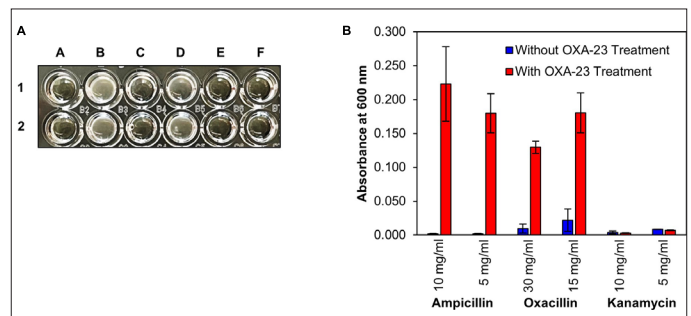 A
B
A B C D E F
1
2
B2 B3 B4 B5 B6
0.300
0.250
0.200
0.150
0.100
0.050
0.000
Absorbance at 600 nm
Without OXA-23 Treatment
With OXA-23 Treatment
10 mg/ml
5 mg/ml
30 mg/ml
15 mg/ml
10 mg/ml
5 mg/ml
Ampicillin Oxacillin Kanamycin